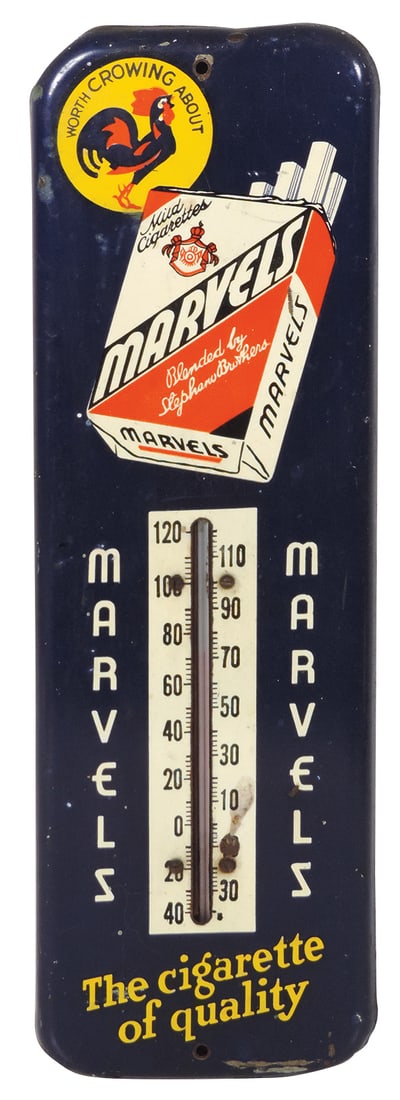 WORTH CROWING ABOUT
Mild
Cigarettes
MARVELS
Blended by
Stephano Brothers
MARVELS
MARVELS
120
110
100
90
80
70
60
50
40
30
20
10
0
20
30
40
MARVELS
MARVELS
The cigarette
of quality